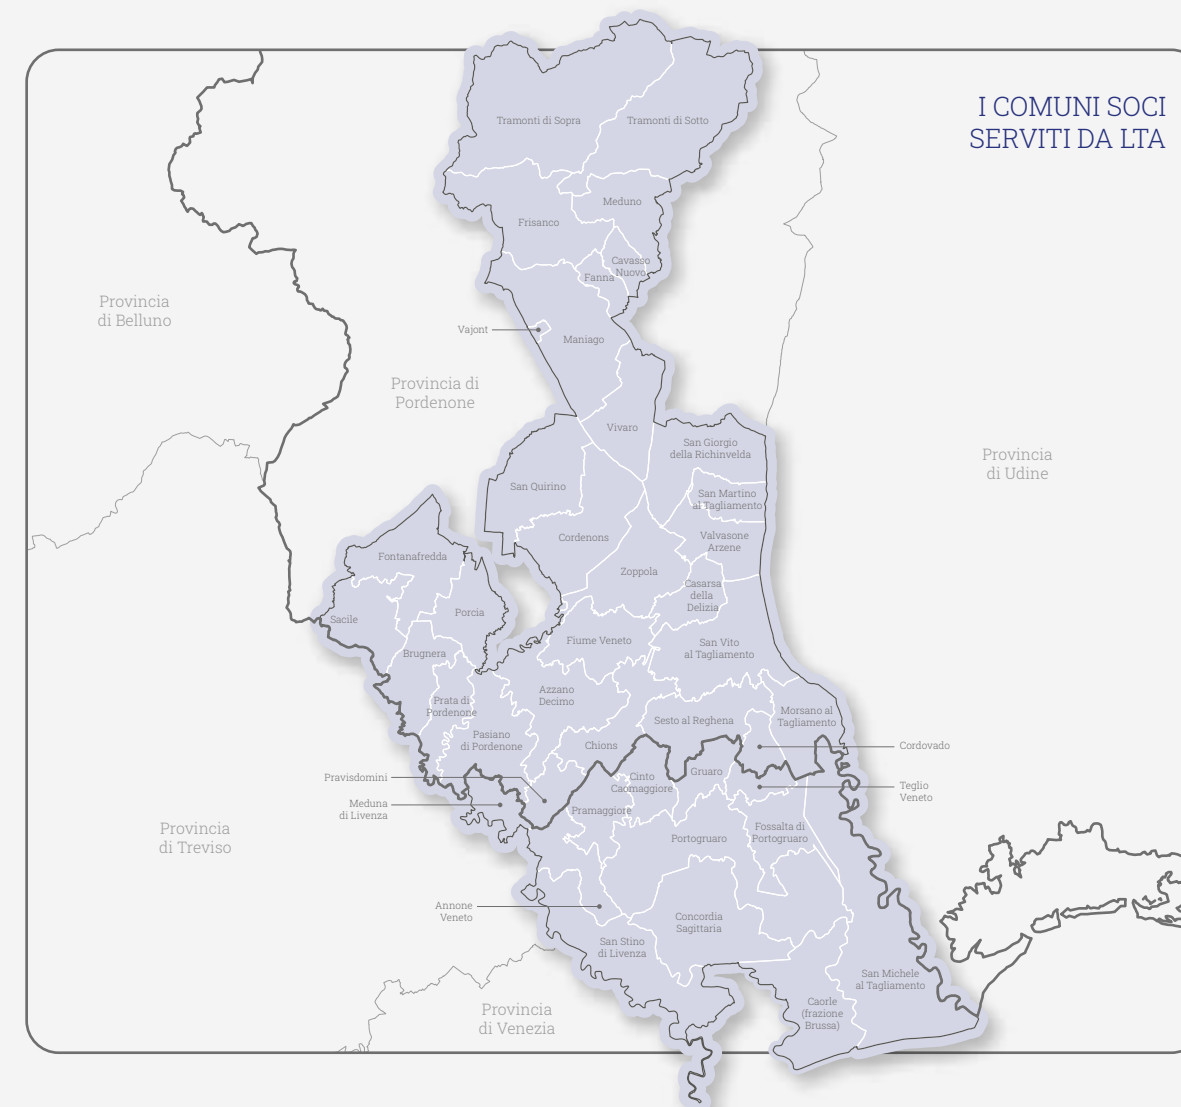 I COMUNI SOCI
SERVITI DA LTA
Tramonti di Sopra
Tramonti di Sotto
Meduno
Frisanco
Cavasso
Nuovo
Fanna
Provincia
di Belluno
Vajont
Maniago
Provincia di
Pordenone
Vivaro
San Giorgio
della Richinvelda
Provincia
di Udine
San Quirino
San Martino
al Tagliamento
Cordenons
Valvasone
Arzene
Fontanafredda
Zoppola
Casarsa
della
Delizia
Sacile
Porcia
Fiume Veneto
San Vito
al Tagliamento
Brugnera
Azzano
Decimo
Prata di
Pordenone
Sesto al Reghena
Morsano al
Tagliamento
Pasiano
di Pordenone
Chions
Cordovado
Pravisdomini
Cinto
Caomaggiore
Gruaro
Teglio
Veneto
Meduna
di Livenza
Pramaggiore
Provincia
di Treviso
Portogruaro
Fossalta di
Portogruaro
Annone
Veneto
Concordia
Sagittaria
San Stino
di Livenza
San Michele
al Tagliamento
Caorle
(frazione
Brussa)
Provincia
di Venezia